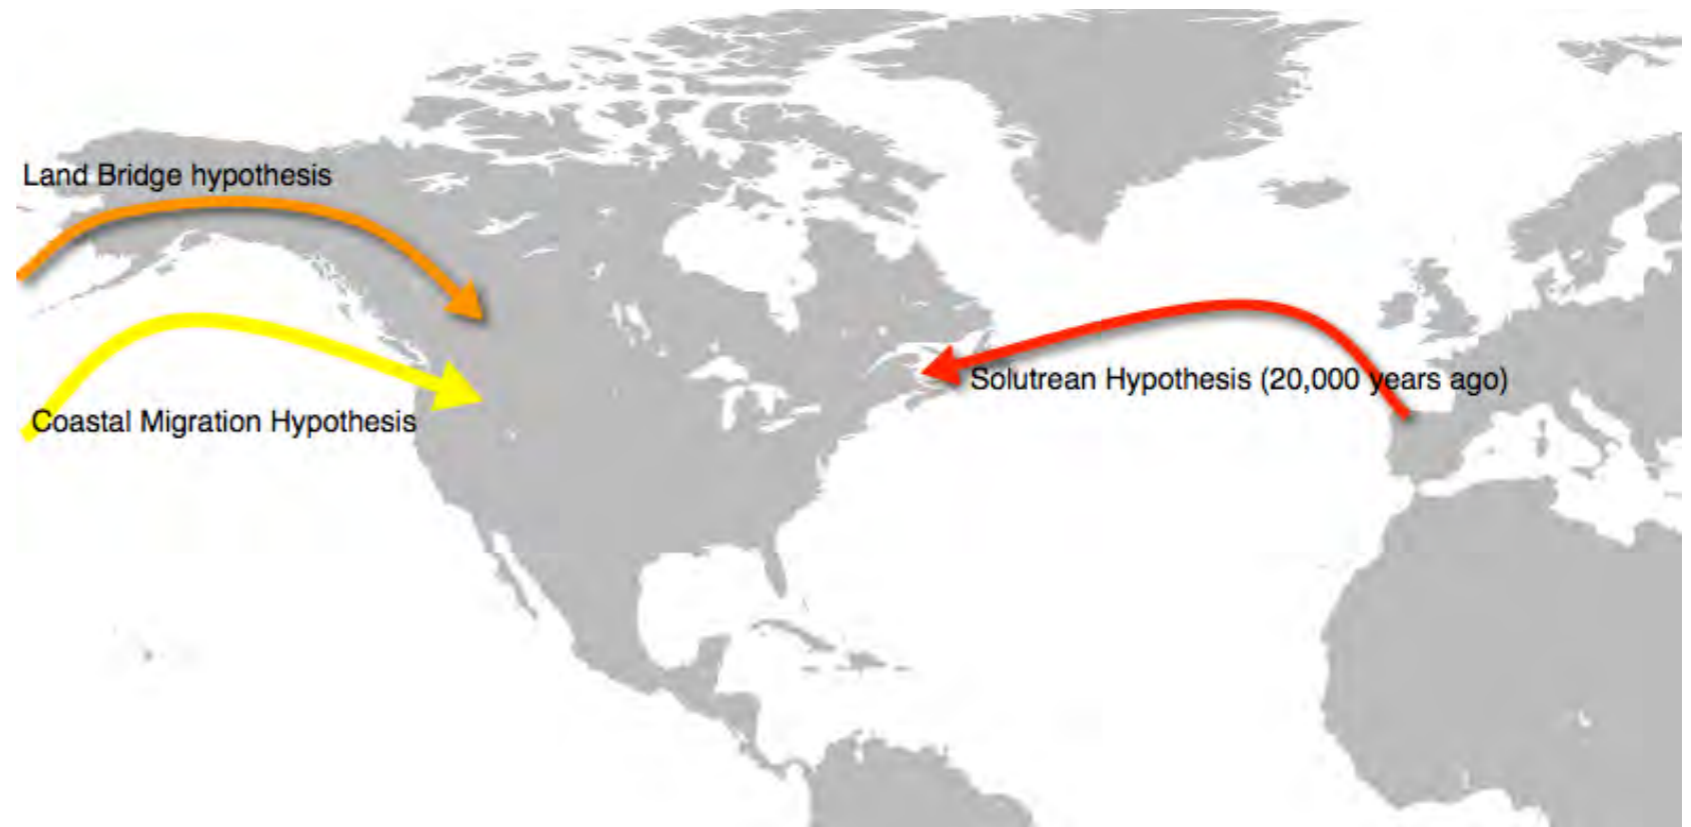 Land Bridge hypothesis
Solutrean Hypothesis (20,000 years ago)
Coastal Migration Hypothesis